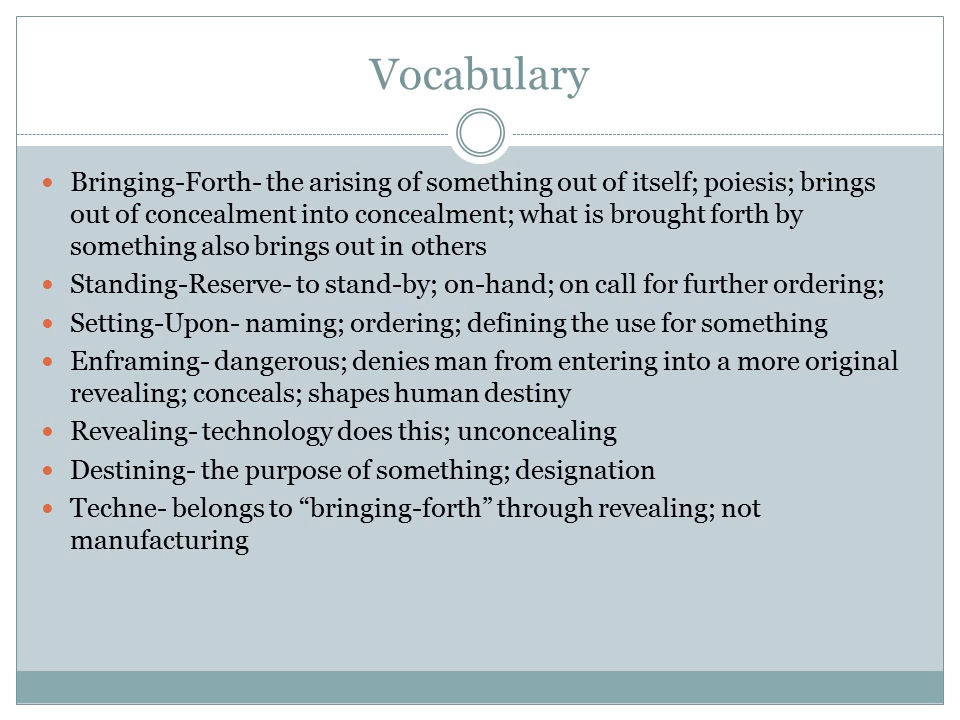 Vocabulary
Bringing-Forth- the arising of something out of itself; poiesis; brings
out of concealment into concealment; what is brought forth by
something also brings out in others
Standing-Reserve- to stand-by; on-hand; on call for further ordering;
Setting-Upon- naming; ordering; defining the use for something
Enframing- dangerous; denies man from entering into a more original
revealing; conceals; shapes human destiny
Revealing- technology does this; unconcealing
Destining- the purpose of something; designation
Techne- belongs to “bringing-forth” through revealing; not
manufacturing